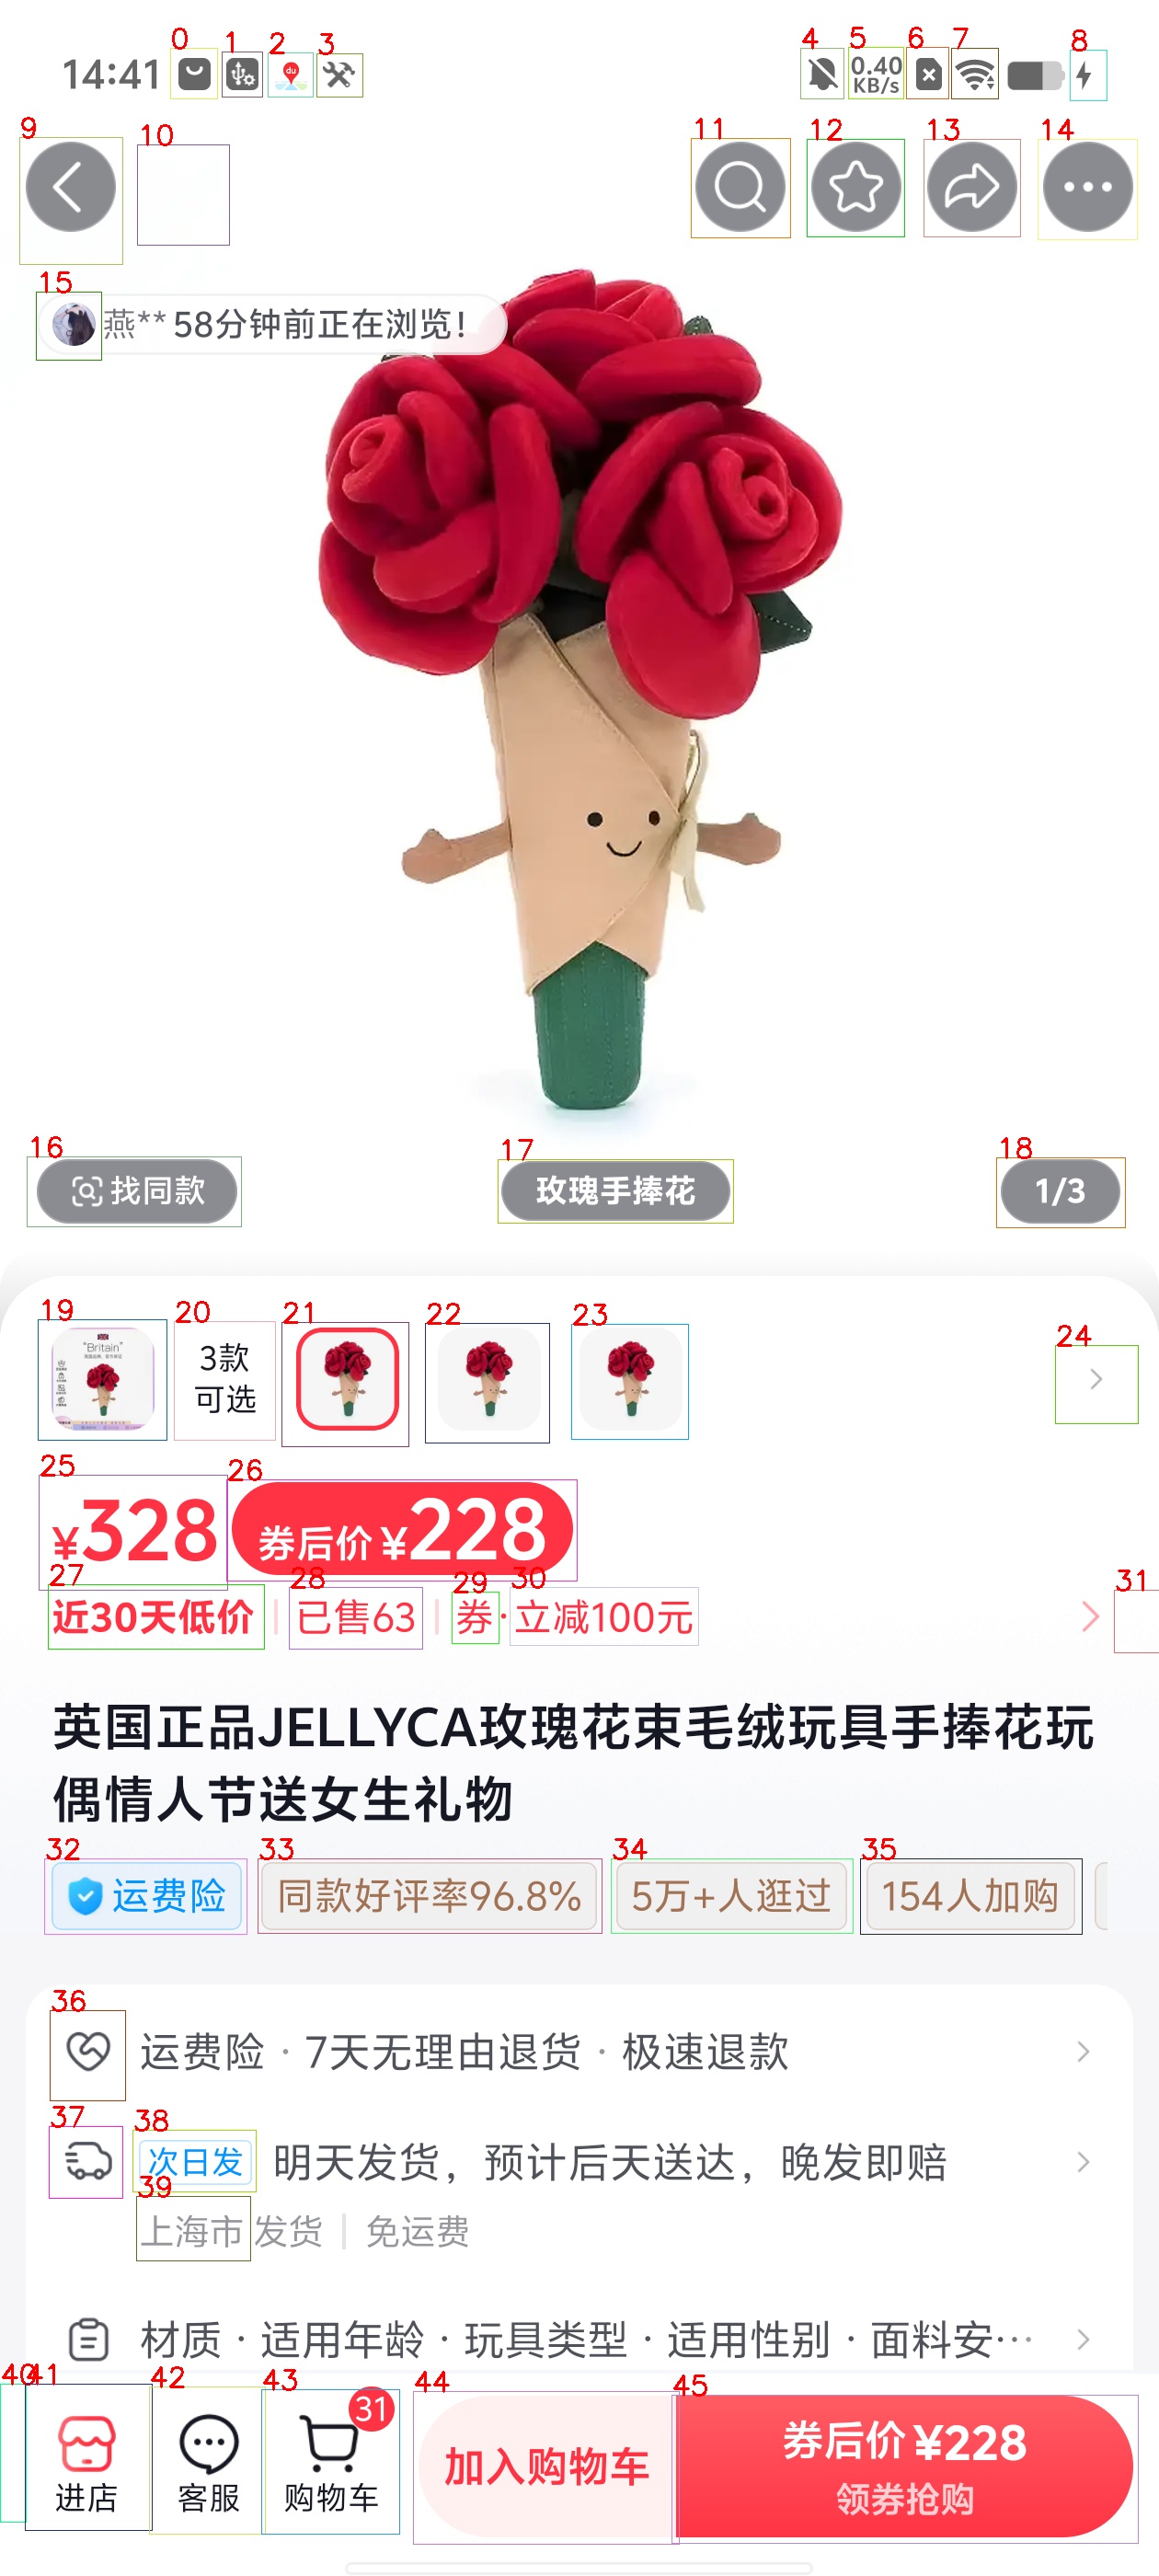 14:41
0.40
KB/s
燕** 58分钟前正在浏览!
找同款
玫瑰手捧花
1/3
"Britain"
3款
可选
¥328
券后价 ¥228
近30天低价
已售63
券·立减100元
英国正品JELLYCA玫瑰花束毛绒玩具手捧花玩
偶情人节送女生礼物
运费险
同款好评率96.8%
5万+人逛过
154人加购
运费险 · 7天无理由退货 · 极速退款
次日发 明天发货，预计后天送达，晚发即赔
上海市 发货 | 免运费
材质 · 适用年龄 · 玩具类型 · 适用性别 · 面料安···
进店
客服
31
购物车
加入购物车
券后价 ¥228
领券抢购
0
1
2
3
4
5
6
7
8
9
10
11
12
13
14
15
16
17
18
19
20
21
22
23
24
25
26
27
28
29
30
31
32
33
34
35
36
37
38
39
40
41
42
43
44
45